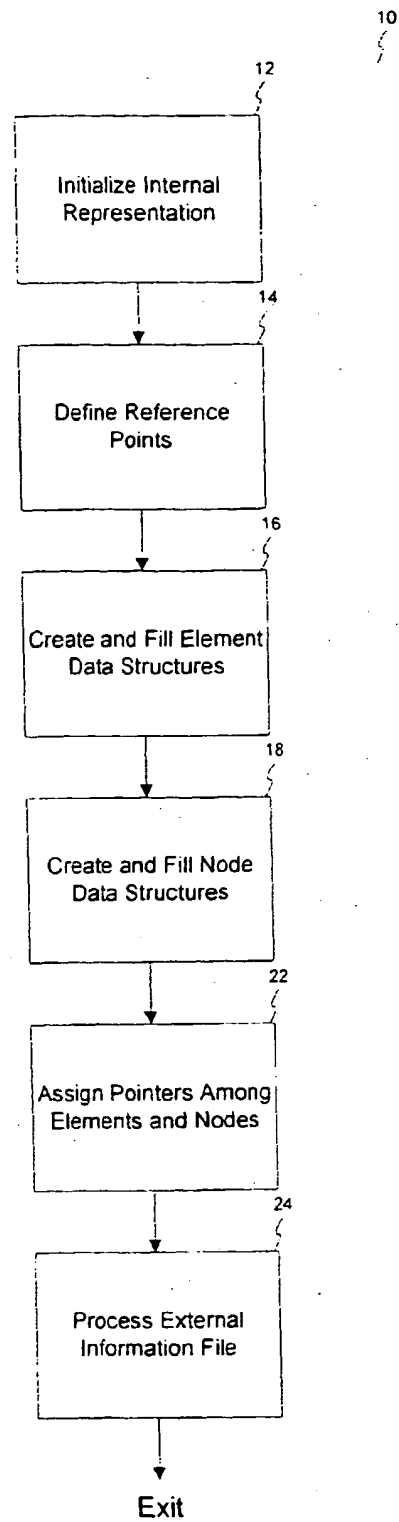 10
12
Initialize Internal
Representation
14
Define Reference
Points
16
Create and Fill Element
Data Structures
18
Create and Fill Node
Data Structures
22
Assign Pointers Among
Elements and Nodes
24
Process External
Information File
Exit